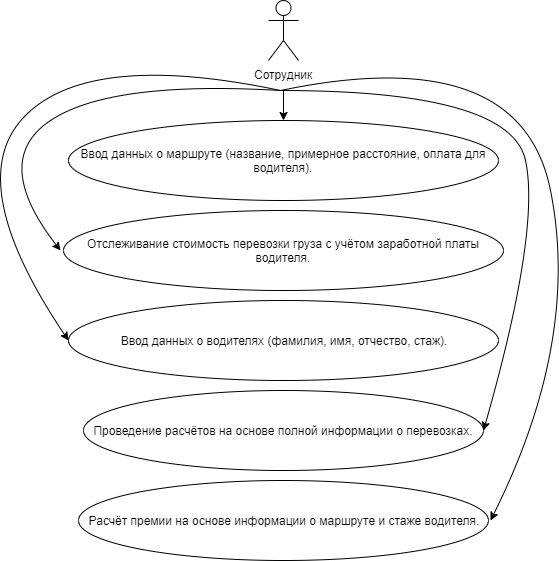 Сотрудник
Ввод данных о маршруте (название, примерное расстояние, оплата для
водителя).
Отслеживание стоимость перевозки груза с учётом заработной платы
водителя.
Ввод данных о водителях (фамилия, имя, отчество, стаж).
Проведение расчётов на основе полной информации о перевозках.
Расчёт премии на основе информации о маршруте и стаже водителя.